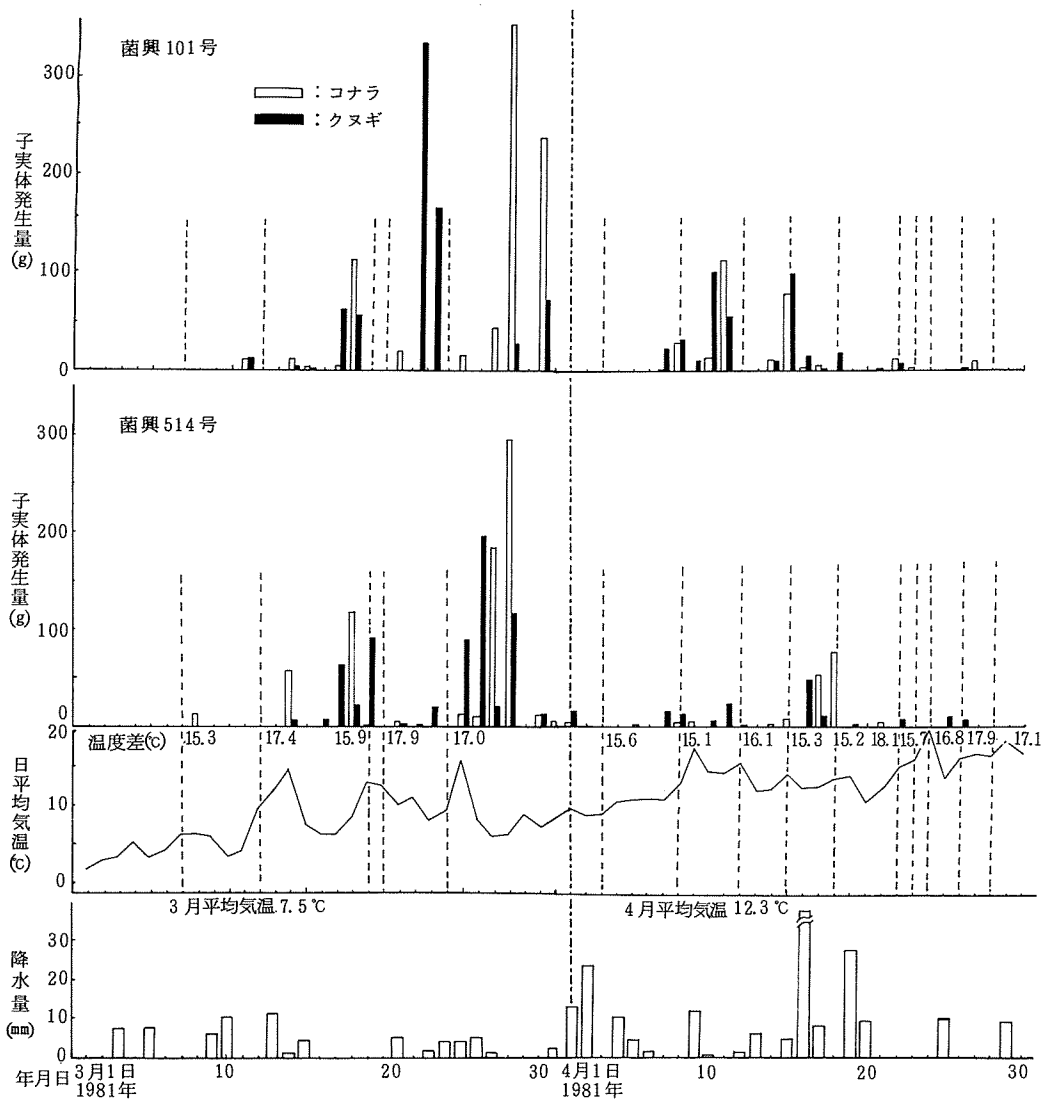 菌興101号
：コナラ
：クヌギ
子実体発生量(g)
300
200
100
0
菌興514号
子実体発生量(g)
300
200
100
0
温度差(℃) 15.3 17.4 15.9 17.9 17.0 15.6 15.1 16.1 15.3 15.2 18.1 15.7 16.8 17.9 17.1
日平均気温(℃)
20
10
0
3月平均気温 7.5℃ 4月平均気温 12.3℃
降水量(mm)
30
20
10
0
年月日 3月1日 10 20 30 4月1日 10 20 30
1981年 1981年